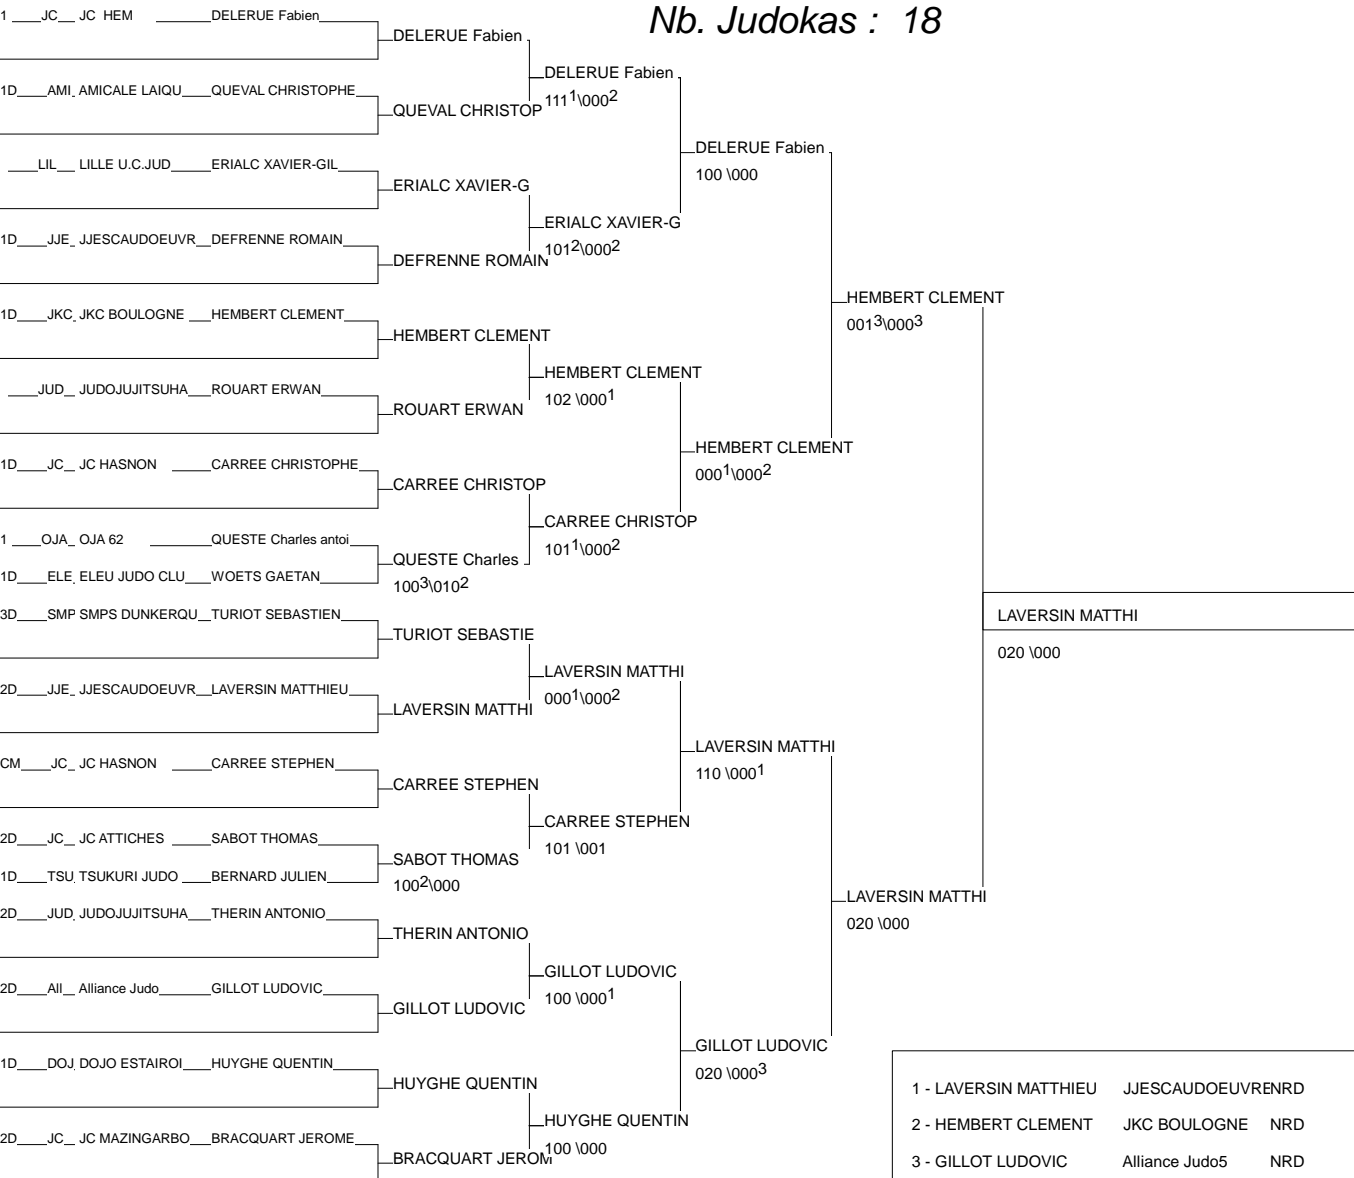 Nb. Judokas : 18
1 JC JC HEM DELERUE Fabien
DELERUE Fabien
DELERUE Fabien
111¹\000²
1D AMI AMICALE LAIQU QUEVAL CHRISTOPHE
QUEVAL CHRISTOP
DELERUE Fabien
100 \000
LIL LILLE U.C.JUD ERIALC XAVIER-GIL
ERIALC XAVIER-G
ERIALC XAVIER-G
101²\000²
1D JJE JJESCAUDOEUVR DEFRENNE ROMAIN
DEFRENNE ROMAIN
HEMBERT CLEMENT
001³\000³
1D JKC JKC BOULOGNE HEMBERT CLEMENT
HEMBERT CLEMENT
HEMBERT CLEMENT
102 \000¹
JUD JUDOJUJITSUHA ROUART ERWAN
ROUART ERWAN
HEMBERT CLEMENT
000¹\000²
1D JC JC HASNON CARREE CHRISTOPHE
CARREE CHRISTOP
CARREE CHRISTOP
101¹\000²
1 OJA OJA 62 QUESTE Charles antoi
QUESTE Charles
100³\010²
1D ELE ELEU JUDO CLU WOETS GAETAN
LAVERSIN MATTHI
020 \000
3D SMP SMPS DUNKERQU TURIOT SEBASTIEN
TURIOT SEBASTIE
LAVERSIN MATTHI
000¹\000²
2D JJE JJESCAUDOEUVR LAVERSIN MATTHIEU
LAVERSIN MATTHI
LAVERSIN MATTHI
110 \000¹
CM JC JC HASNON CARREE STEPHEN
CARREE STEPHEN
CARREE STEPHEN
101 \001
2D JC JC ATTICHES SABOT THOMAS
SABOT THOMAS
100²\000
1D TSU TSUKURI JUDO BERNARD JULIEN
LAVERSIN MATTHI
020 \000
2D JUD JUDOJUJITSUHA THERIN ANTONIO
THERIN ANTONIO
GILLOT LUDOVIC
100 \000¹
2D All Alliance Judo GILLOT LUDOVIC
GILLOT LUDOVIC
GILLOT LUDOVIC
020 \000³
1D DOJ DOJO ESTAIROI HUYGHE QUENTIN
HUYGHE QUENTIN
HUYGHE QUENTIN
100 \000
2D JC JC MAZINGARBO BRACQUART JEROME
BRACQUART JEROM
1 - LAVERSIN MATTHIEU JJESCAUDOEUVRENRD
2 - HEMBERT CLEMENT JKC BOULOGNE NRD
3 - GILLOT LUDOVIC Alliance Judo5 NRD